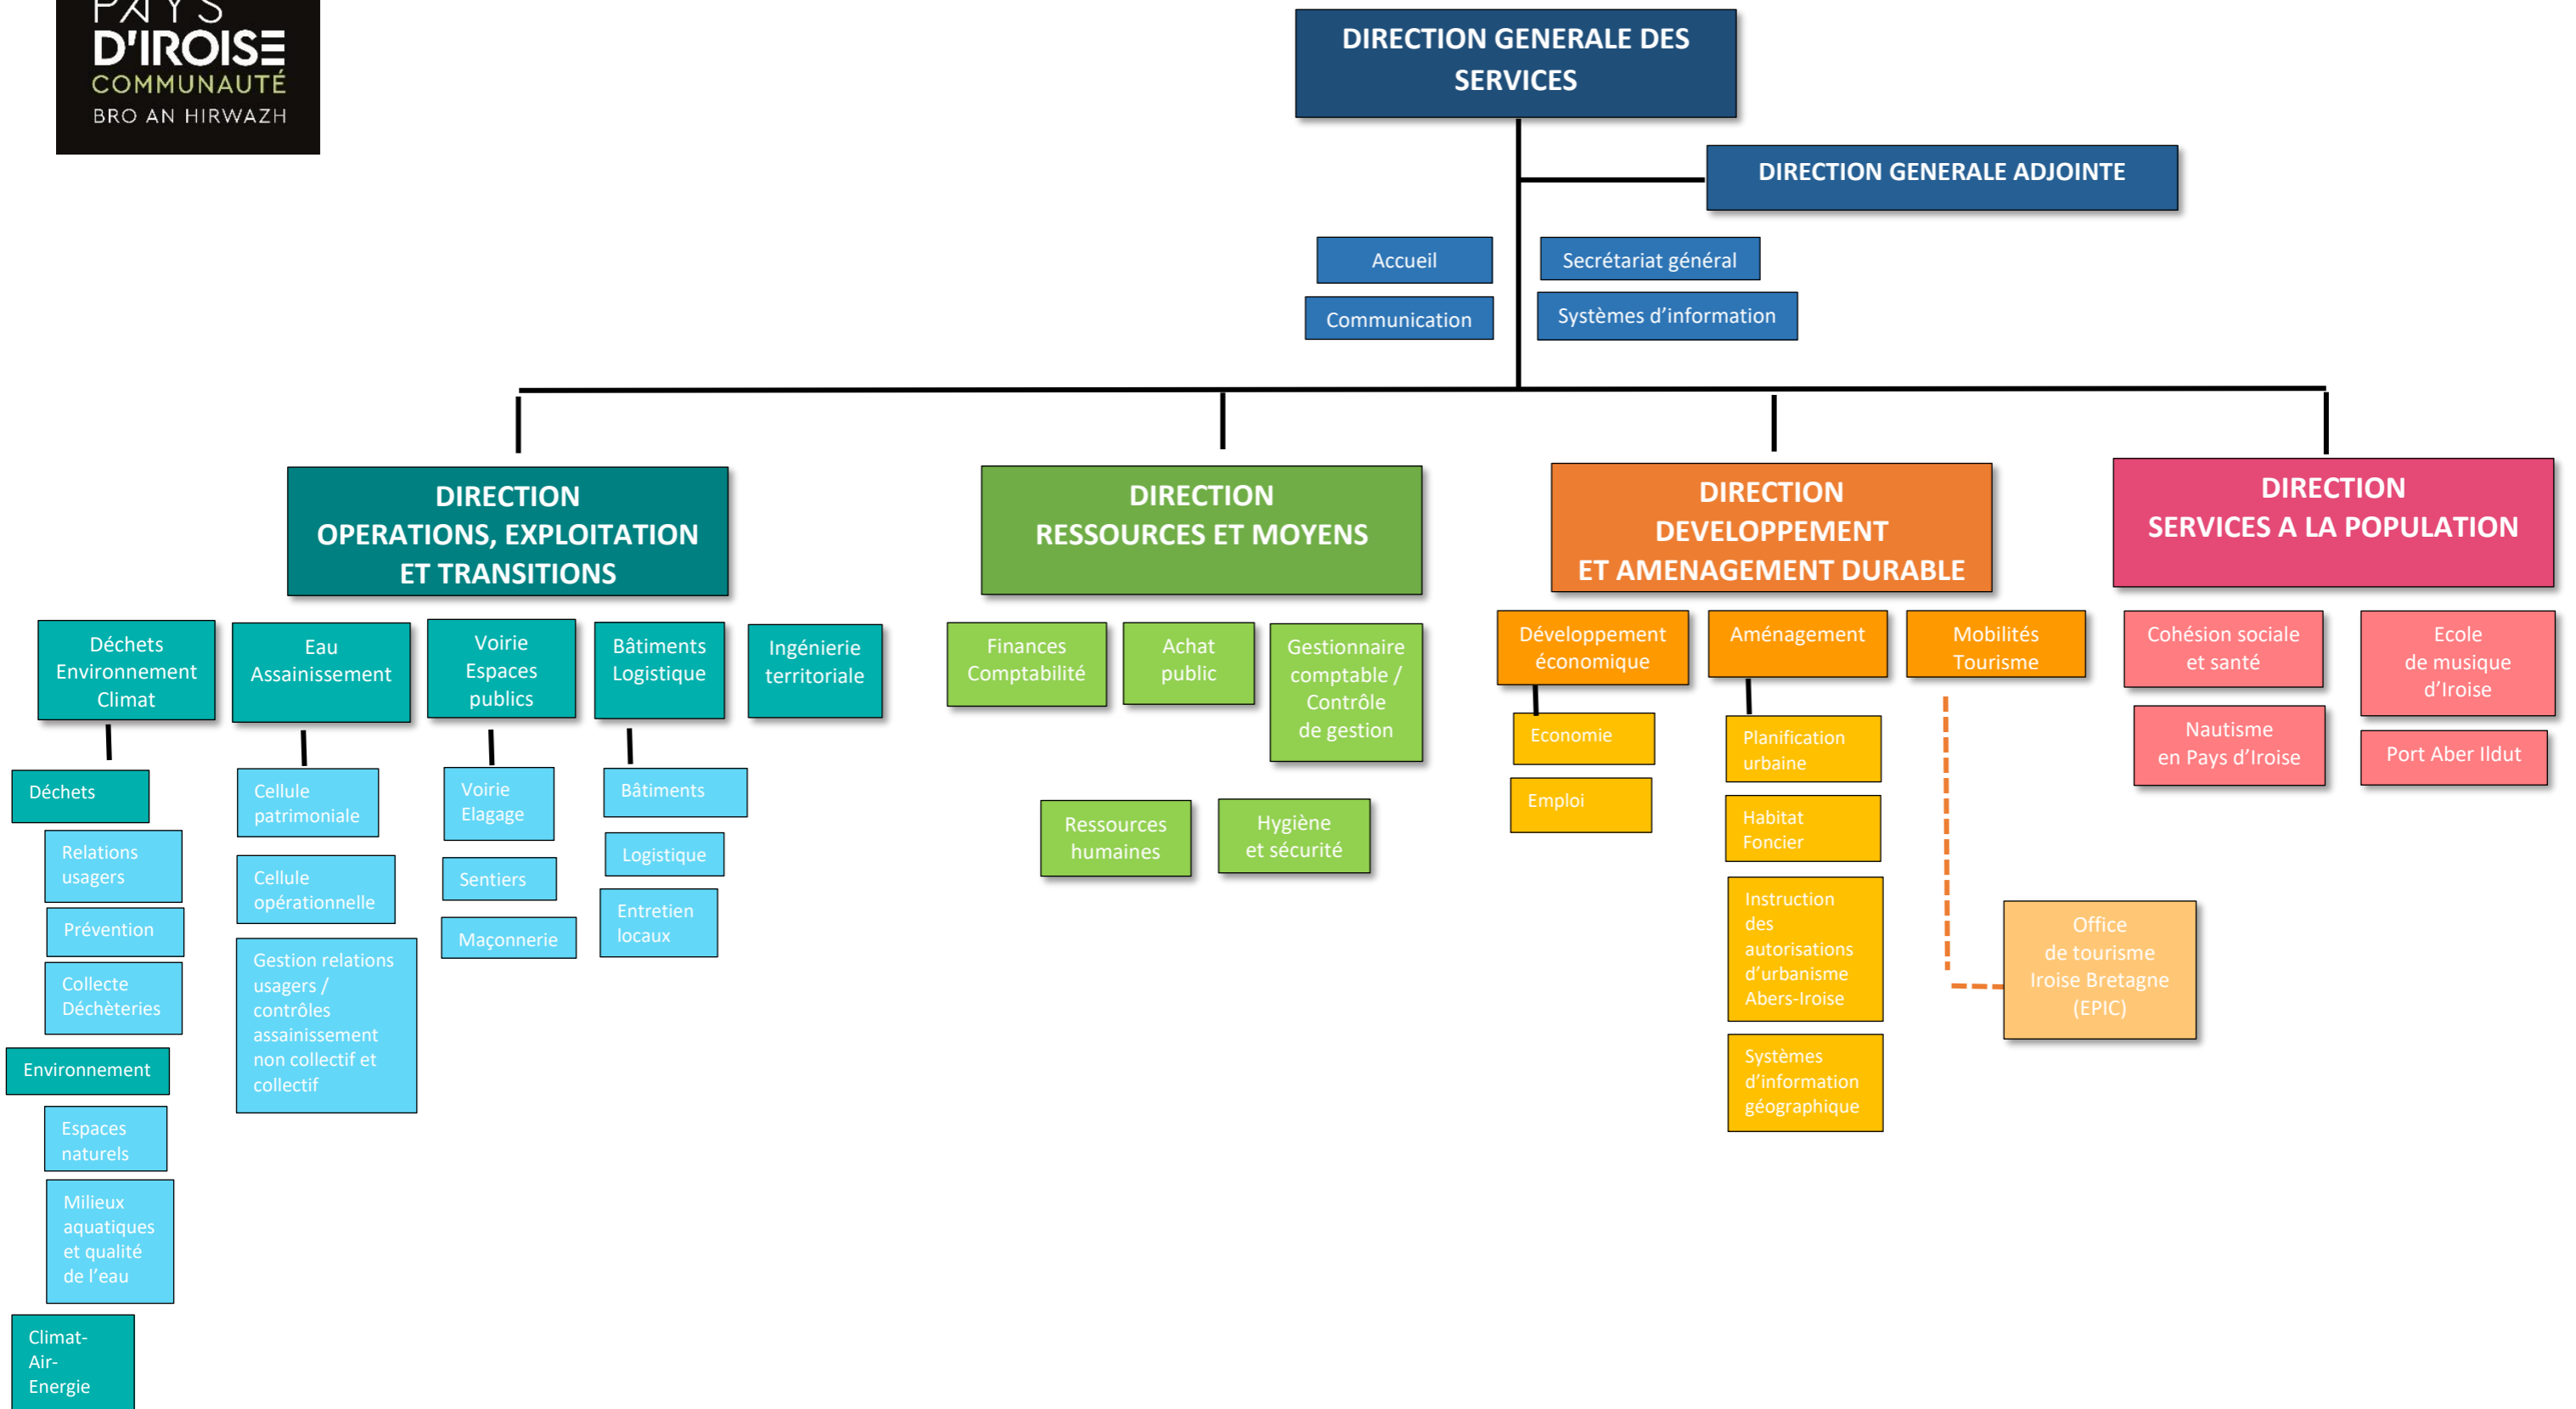 PAYS
D'IROISE
COMMUNAUTÉ
BRO AN HIRWAZH
DIRECTION GENERALE DES
SERVICES
DIRECTION GENERALE ADJOINTE
Accueil
Secrétariat général
Communication
Systèmes d’information
DIRECTION
OPERATIONS, EXPLOITATION
ET TRANSITIONS
Déchets
Environnement
Climat
Déchets
Relations
usagers
Prévention
Collecte
Déchèteries
Environnement
Espaces
naturels
Milieux
aquatiques
et qualité
de l’eau
Climat-
Air-
Energie
Eau
Assainissement
Cellule
patrimoniale
Cellule
opérationnelle
Gestion relations
usagers /
contrôles
assainissement
non collectif et
collectif
Voirie
Espaces
publics
Voirie
Elagage
Sentiers
Maçonnerie
Bâtiments
Logistique
Bâtiments
Logistique
Entretien
locaux
Ingénierie
territoriale
DIRECTION
RESSOURCES ET MOYENS
Finances
Comptabilité
Achat
public
Gestionnaire
comptable /
Contrôle
de gestion
Ressources
humaines
Hygiène
et sécurité
DIRECTION
DEVELOPPEMENT
ET AMENAGEMENT DURABLE
Développement
économique
Economie
Emploi
Aménagement
Planification
urbaine
Habitat
Foncier
Instruction
des
autorisations
d’urbanisme
Abers-Iroise
Systèmes
d’information
géographique
Mobilités
Tourisme
Office
de tourisme
Iroise Bretagne
(EPIC)
DIRECTION
SERVICES A LA POPULATION
Cohésion sociale
et santé
Ecole
de musique
d’Iroise
Nautisme
en Pays d’Iroise
Port Aber Ildut